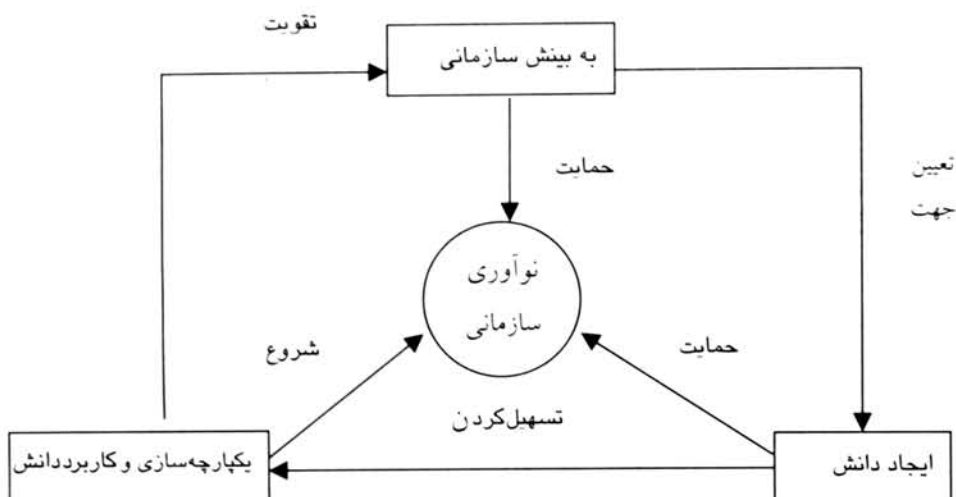 تقویت
به بینش سازمانی
حمایت
تعیین
جهت
نوآوری
سازمانی
حمایت
شروع
تسهیل‌کردن
ایجاد دانش
یکپارچه‌سازی و کاربرددانش